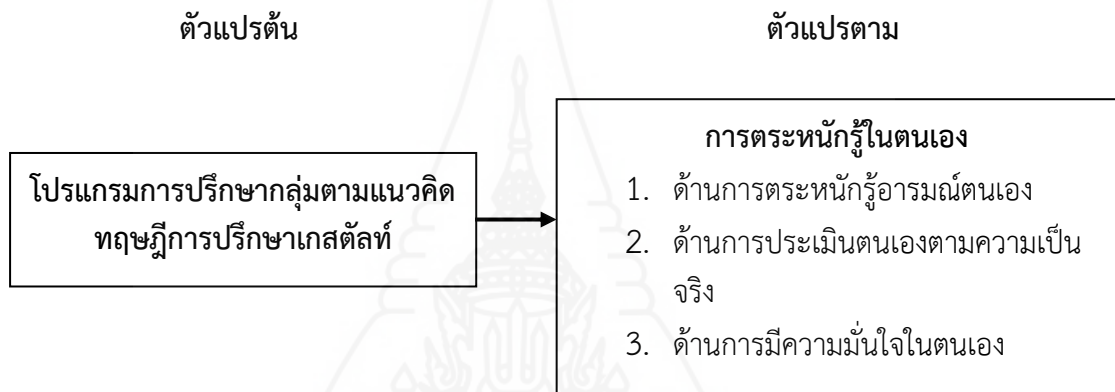 ตัวแปรต้น
ตัวแปรตาม
โปรแกรมการปรึกษากลุ่มตามแนวคิด
ทฤษฎีการปรึกษาเกสตัลท์
การตระหนักรู้ในตนเอง
1. ด้านการตระหนักรู้อารมณ์ตนเอง
2. ด้านการประเมินตนเองตามความเป็น
จริง
3. ด้านการมีความมั่นใจในตนเอง